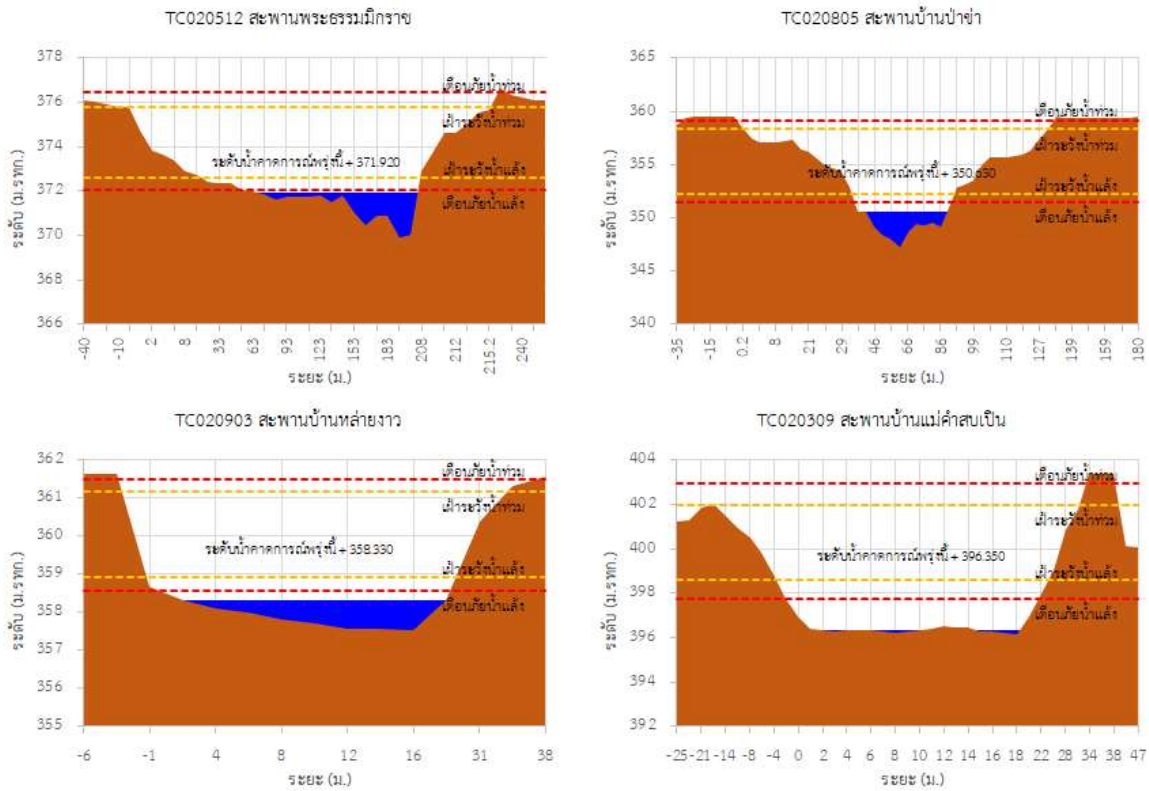 TC020512 สะพานพระธรรมมิกราช
378
376
374
372
370
368
366
ระดับ (ม.รทก.)
เตือนภัยน้ำท่วม
เฝ้าระวังน้ำท่วม
ระดับน้ำคาดการณ์พรุ่งนี้ + 371.920
เฝ้าระวังน้ำแล้ง
เตือนภัยน้ำแล้ง
-40 -10 2 8 33 63 93 123 153 183 208 212 215.2 240
ระยะ (ม.)
TC020805 สะพานบ้านป่าข่า
365
360
355
350
345
340
ระดับ (ม.รทก.)
เตือนภัยน้ำท่วม
เฝ้าระวังน้ำท่วม
ระดับน้ำคาดการณ์พรุ่งนี้ + 350.630
เฝ้าระวังน้ำแล้ง
เตือนภัยน้ำแล้ง
-35 -15 0.2 8 21 29 46 66 86 99 109 127 139 159 180
ระยะ (ม.)
TC020903 สะพานบ้านหล่ายงาว
362
361
360
359
358
357
356
355
ระดับ (ม.รทก.)
เตือนภัยน้ำท่วม
เฝ้าระวังน้ำท่วม
ระดับน้ำคาดการณ์พรุ่งนี้ + 358.330
เฝ้าระวังน้ำแล้ง
เตือนภัยน้ำแล้ง
-6 -1 4 8 12 16 31 38
ระยะ (ม.)
TC020309 สะพานบ้านแม่คำสบเปิน
404
402
400
398
396
394
392
ระดับ (ม.รทก.)
เตือนภัยน้ำท่วม
เฝ้าระวังน้ำท่วม
ระดับน้ำคาดการณ์พรุ่งนี้ + 396.350
เฝ้าระวังน้ำแล้ง
เตือนภัยน้ำแล้ง
-25 -21 -14 -8 -4 0 2 4 6 8 10 12 14 16 18 22 28 34 38 47
ระยะ (ม.)